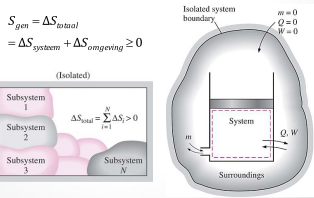 S_gen = ΔS_totaal
= ΔS_systeem + ΔS_omgeving ≥ 0
(Isolated)
Subsystem
1
Subsystem
2
Subsystem
3
Subsystem
N
ΔS_total = Σ_{i=1}^{N} ΔS_i > 0
Isolated system
boundary
m = 0
Q = 0
W = 0
System
m
Q, W
Surroundings